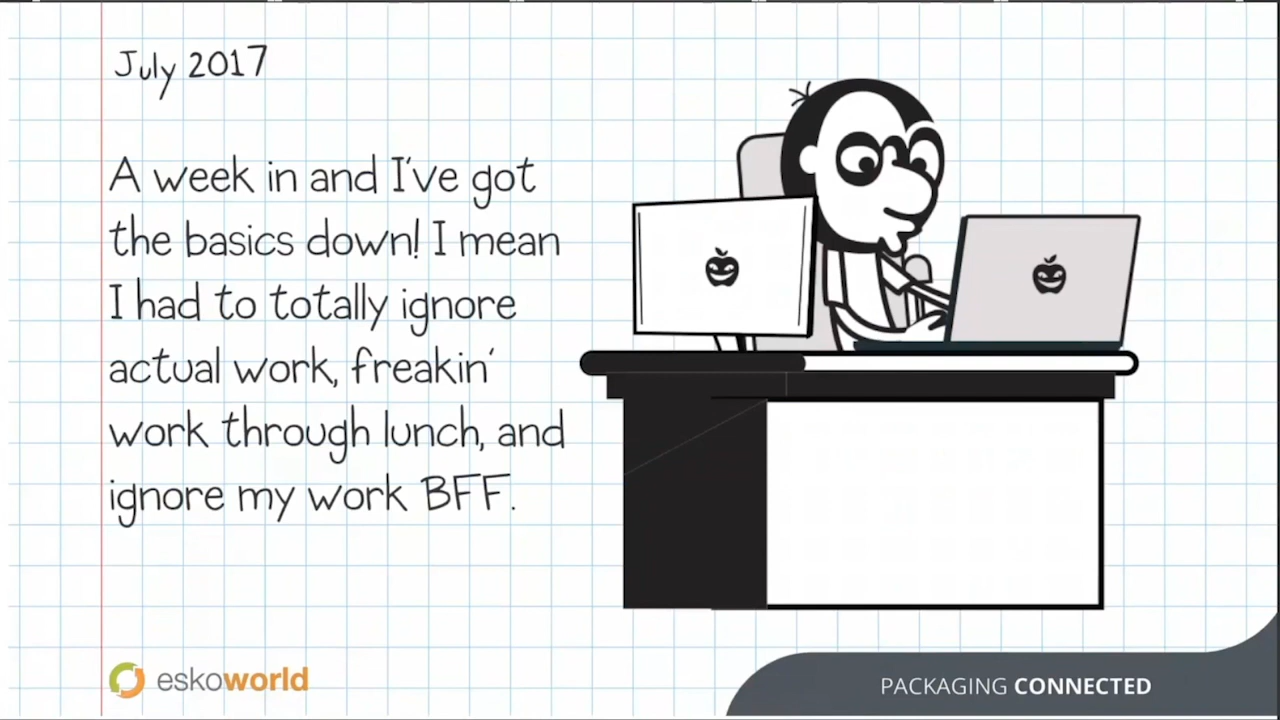 July 2017
A week in and I've got
the basics down! I mean
I had to totally ignore
actual work, freakin'
work through lunch, and
ignore my work BFF.
eskoworld
PACKAGING CONNECTED